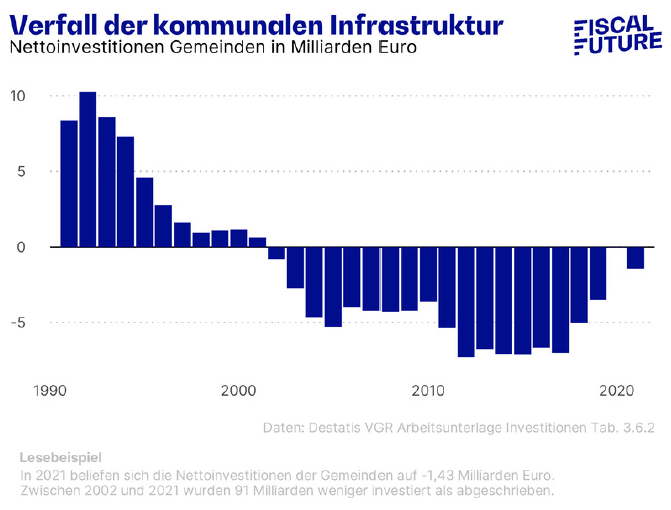 Verfall der kommunalen Infrastruktur
Nettoinvestitionen Gemeinden in Milliarden Euro
FISCAL
FUTURE
10
5
0
-5
1990
2000
2010
2020
Daten: Destatis VGR Arbeitsunterlage Investitionen Tab. 3.6.2
Lesebeispiel
In 2021 beliefen sich die Nettoinvestitionen der Gemeinden auf -1,43 Milliarden Euro.
Zwischen 2002 und 2021 wurden 91 Milliarden weniger investiert als abgeschrieben.